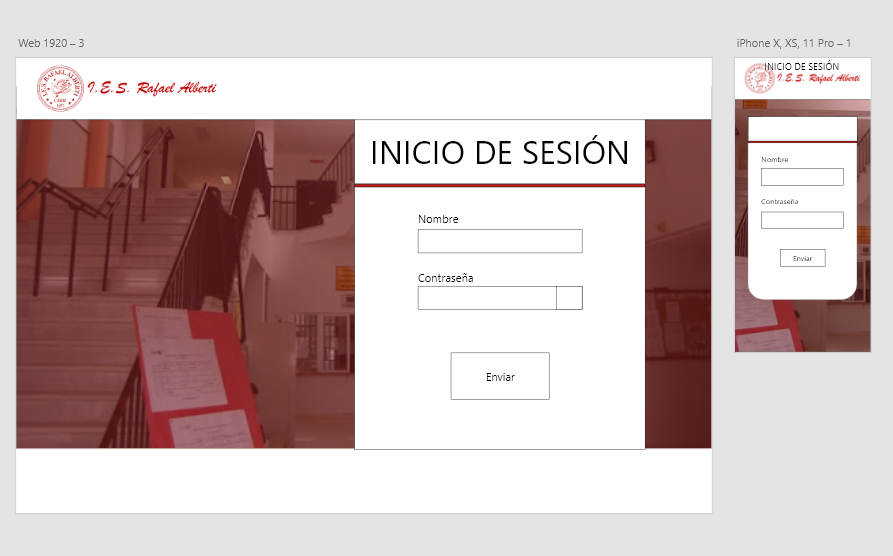 Web 1920 – 3
I.E.S. Rafael Alberti
INICIO DE SESIÓN
Nombre
Contraseña
Enviar
iPhone X, XS, 11 Pro – 1
INICIO DE SESIÓN
I.E.S. Rafael Alberti
Nombre
Contraseña
Enviar